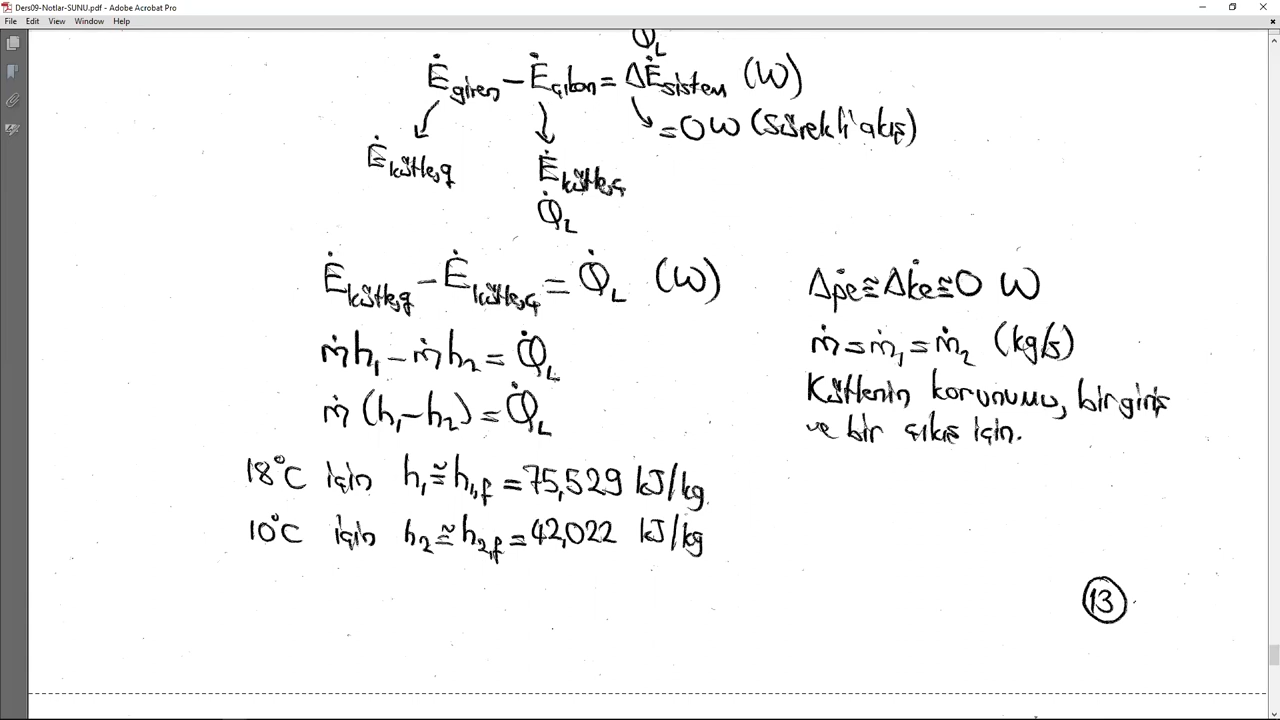 Ders09-Notlar-SUNU.pdf - Adobe Acrobat Pro
File Edit View Window Help
Q̇L
Ėgiren − Ėçıkan = ΔĖsistem (W)
= 0 W (sürekli akış)
Ėkütle,g
Ėkütle,ç
Q̇L
Ėkütle,g − Ėkütle,ç = Q̇L (W)
Δṗe ≅ Δk̇e ≅ 0 W
ṁh1 − ṁh2 = Q̇L
ṁ = ṁ1 = ṁ2 (kg/s)
ṁ (h1 − h2) = Q̇L
Kütlenin korunumu, bir giriş
ve bir çıkış için.
18°C için h1 ≅ h1,f = 75,529 kJ/kg
10°C için h2 ≅ h2,f = 42,022 kJ/kg
13